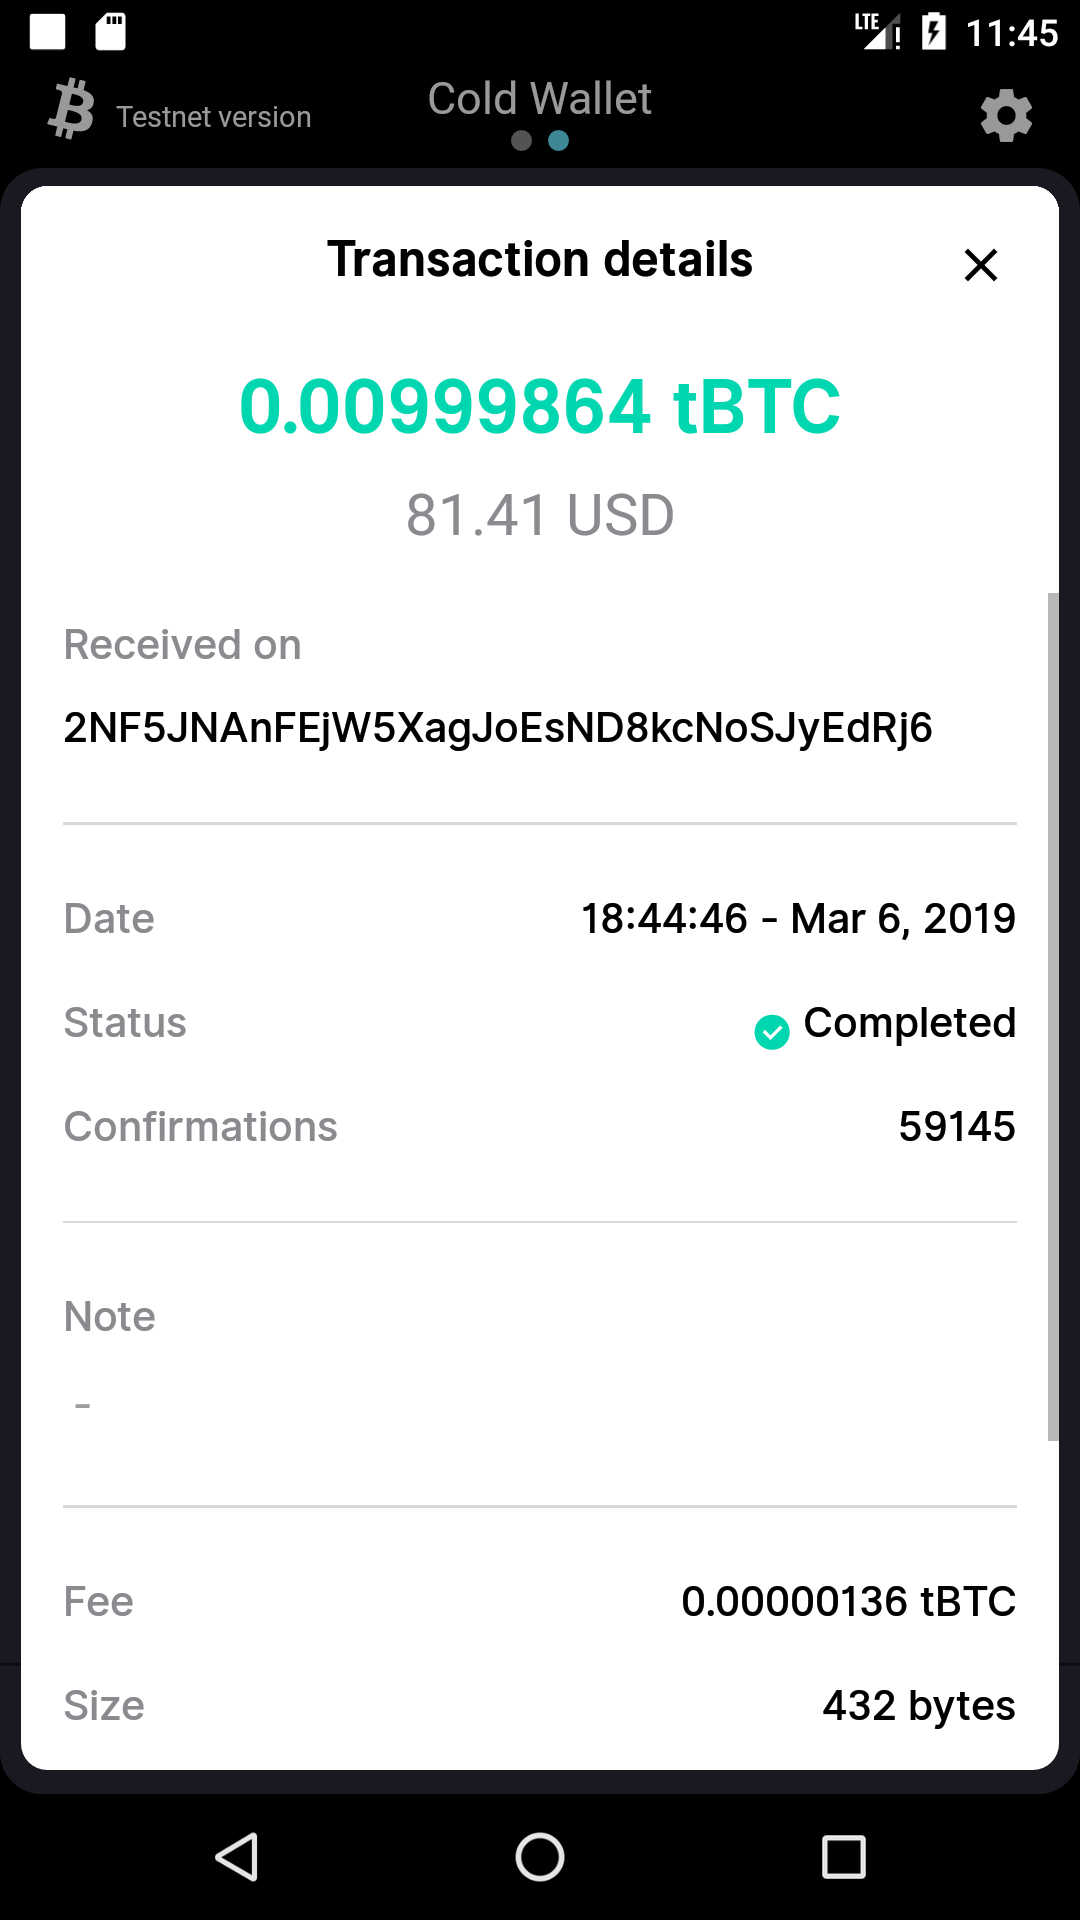 LTE 11:45
Testnet version
Cold Wallet
Transaction details
0.00999864 tBTC
81.41 USD
Received on
2NF5JNAnFEjW5XagJoEsND8kcNoSJyEdRj6
Date 18:44:46 - Mar 6, 2019
Status Completed
Confirmations 59145
Note
-
Fee 0.00000136 tBTC
Size 432 bytes